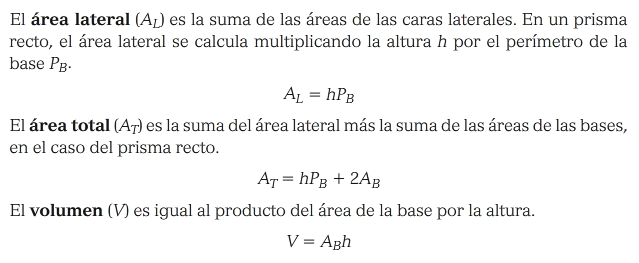 El área lateral (A_L) es la suma de las áreas de las caras laterales. En un prisma
recto, el área lateral se calcula multiplicando la altura h por el perímetro de la
base P_B.
A_L = hP_B
El área total (A_T) es la suma del área lateral más la suma de las áreas de las bases,
en el caso del prisma recto.
A_T = hP_B + 2A_B
El volumen (V) es igual al producto del área de la base por la altura.
V = A_Bh